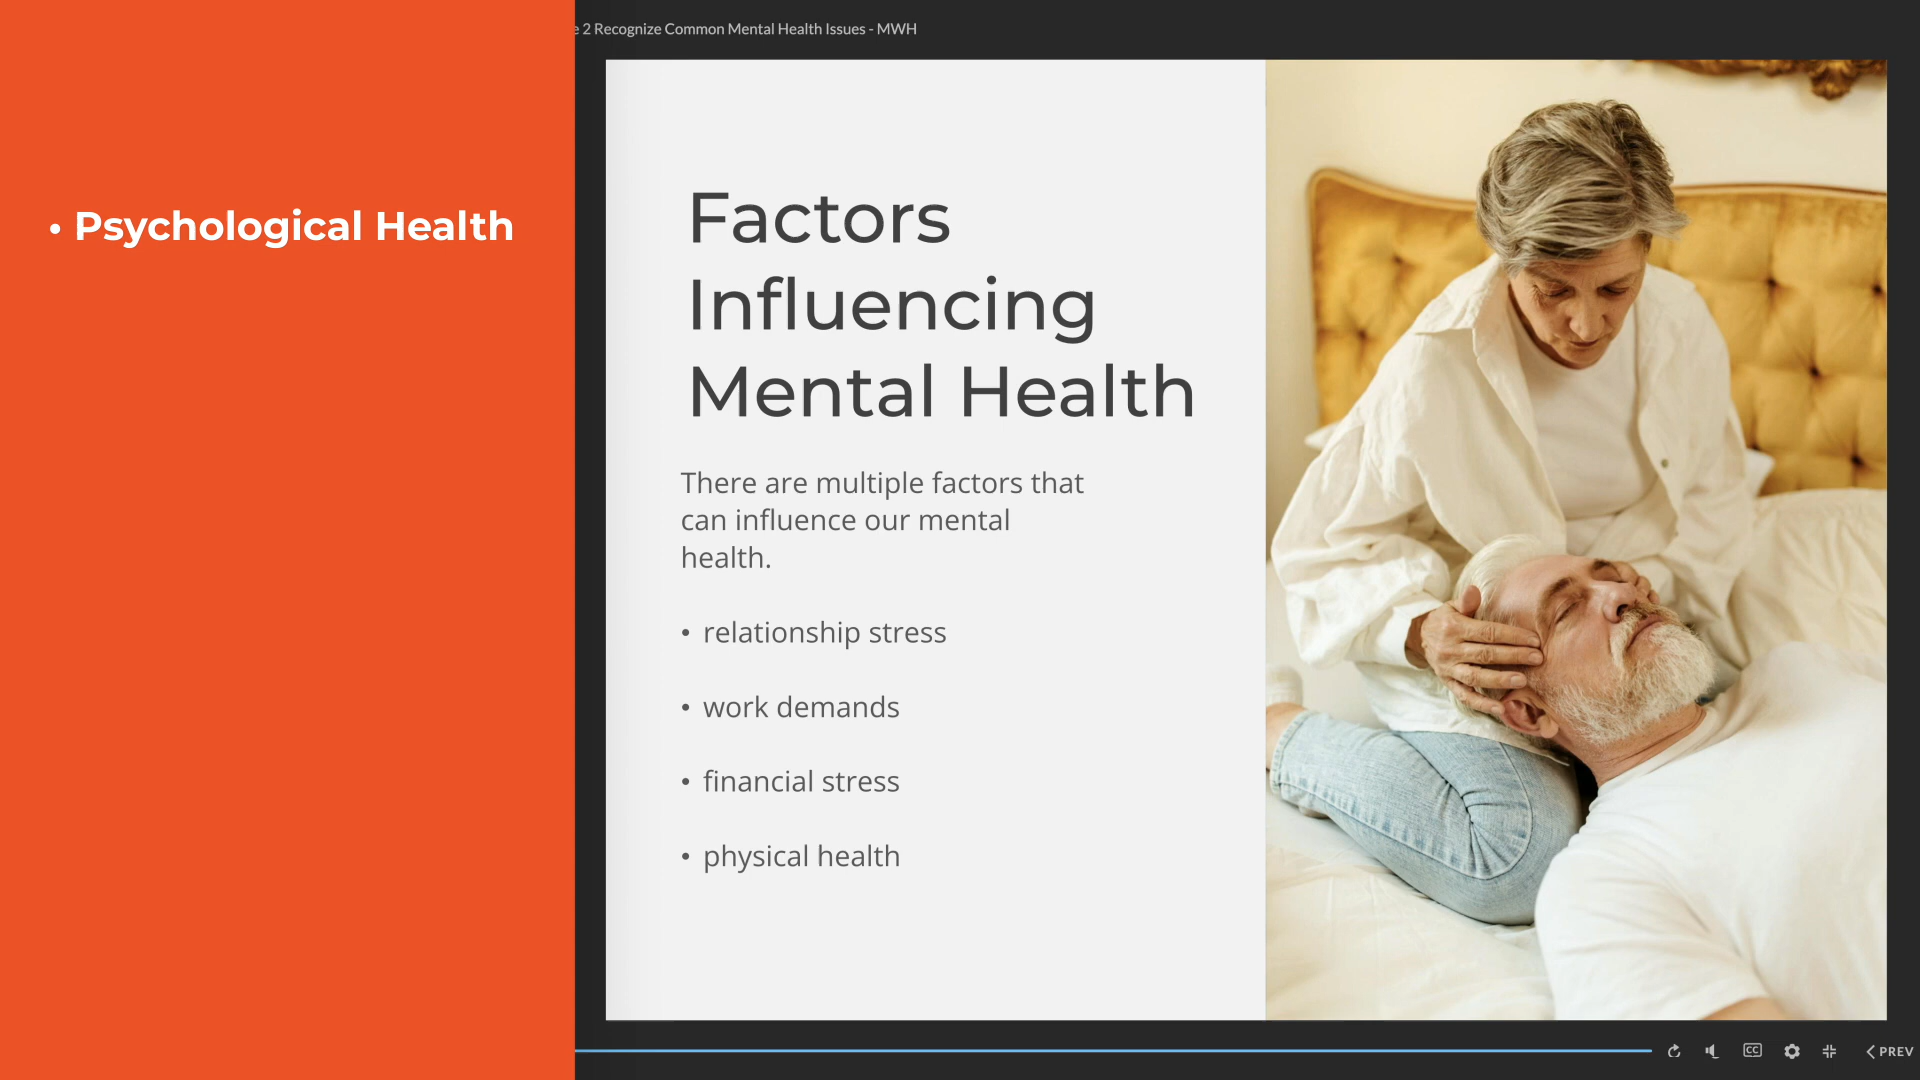 • Psychological Health
2 Recognize Common Mental Health Issues - MWH
Factors
Influencing
Mental Health
There are multiple factors that
can influence our mental
health.
• relationship stress
• work demands
• financial stress
• physical health
CC
PREV